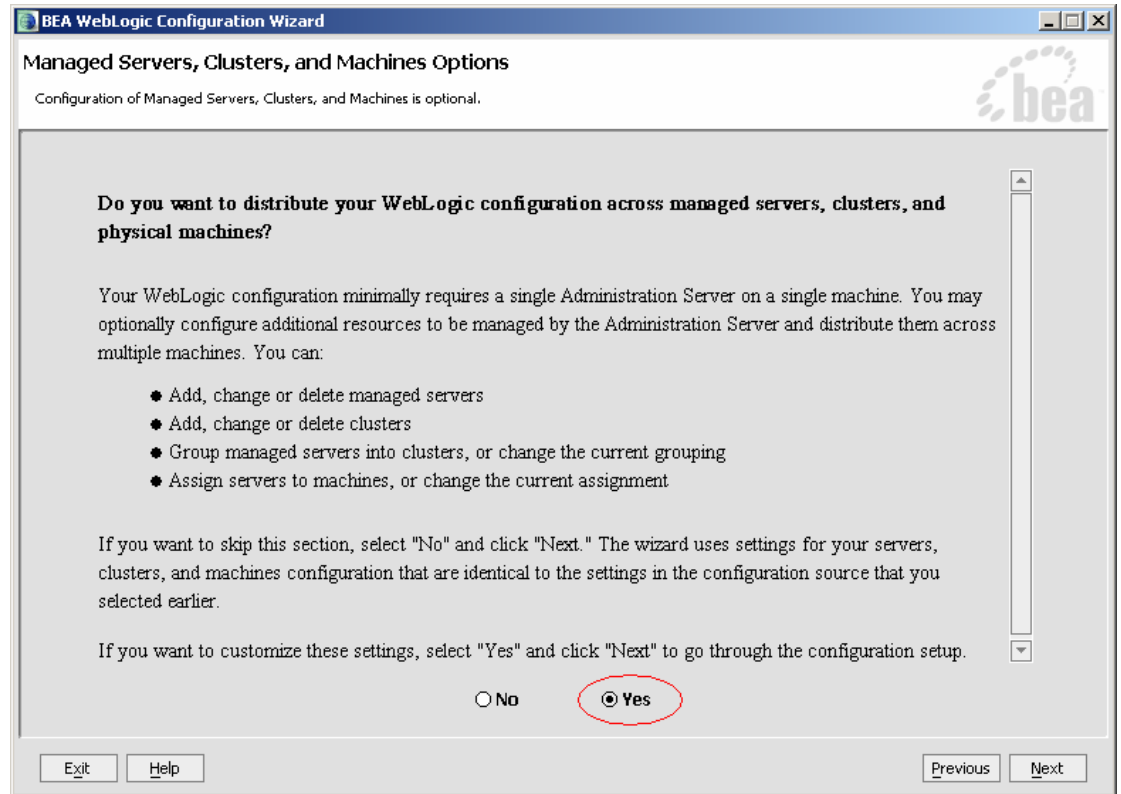 BEA WebLogic Configuration Wizard
Managed Servers, Clusters, and Machines Options
Configuration of Managed Servers, Clusters, and Machines is optional.
bea
Do you want to distribute your WebLogic configuration across managed servers, clusters, and
physical machines?
Your WebLogic configuration minimally requires a single Administration Server on a single machine. You may
optionally configure additional resources to be managed by the Administration Server and distribute them across
multiple machines. You can:
● Add, change or delete managed servers
● Add, change or delete clusters
● Group managed servers into clusters, or change the current grouping
● Assign servers to machines, or change the current assignment
If you want to skip this section, select "No" and click "Next." The wizard uses settings for your servers,
clusters, and machines configuration that are identical to the settings in the configuration source that you
selected earlier.
If you want to customize these settings, select "Yes" and click "Next" to go through the configuration setup.
No Yes
Exit Help Previous Next